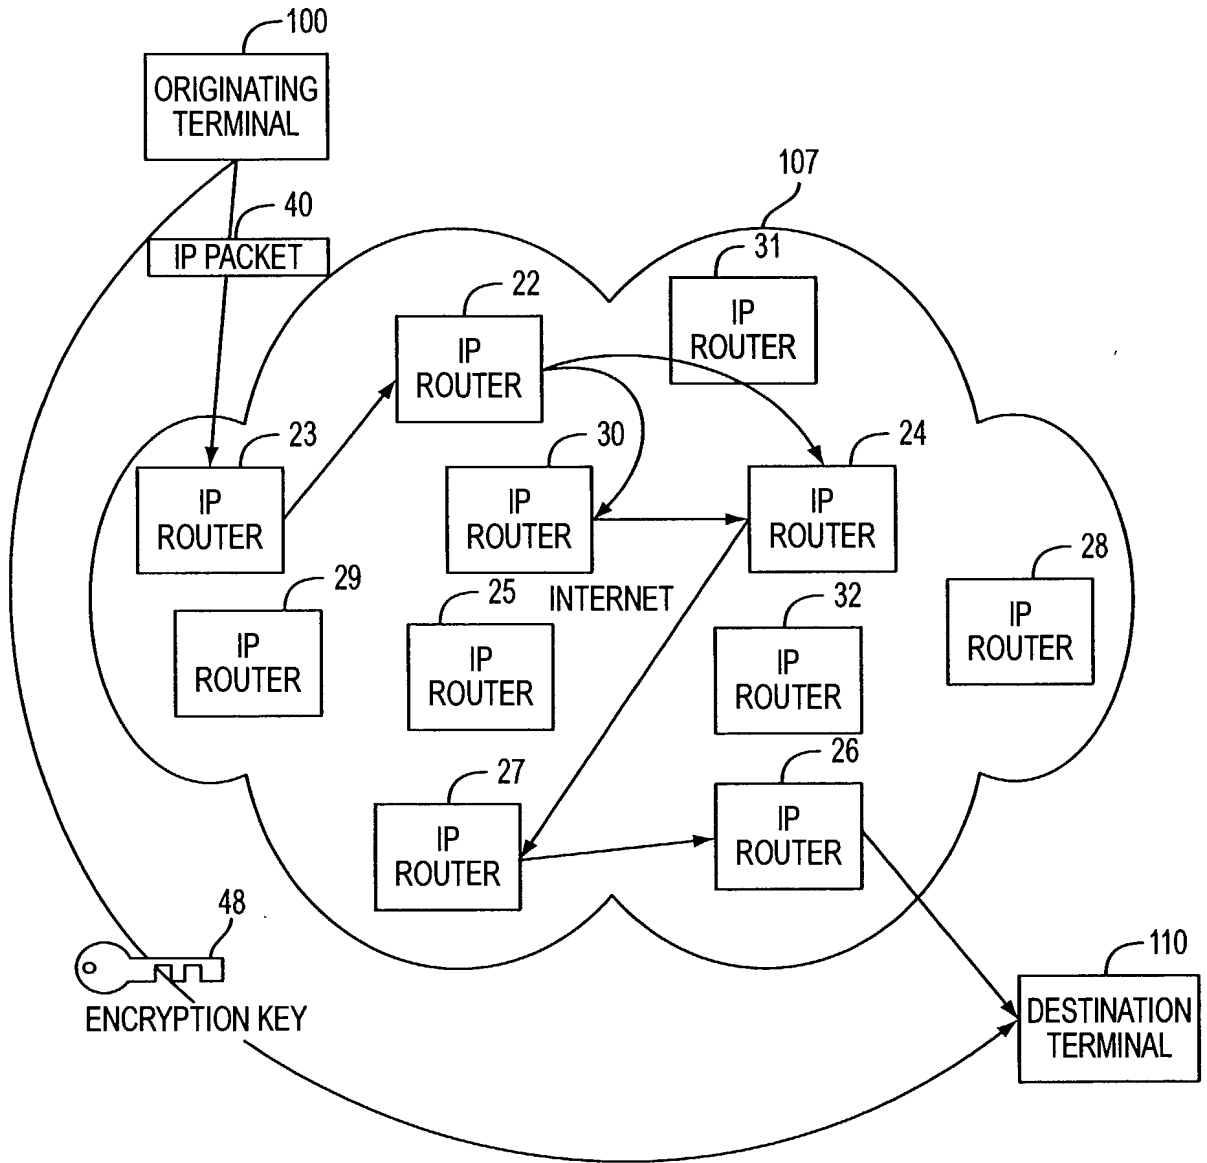 100
ORIGINATING
TERMINAL
107
40
IP PACKET
31
IP
ROUTER
22
IP
ROUTER
23
IP
ROUTER
30
IP
ROUTER
24
IP
ROUTER
28
IP
ROUTER
29
IP
ROUTER
25
IP
ROUTER
INTERNET
32
IP
ROUTER
27
IP
ROUTER
26
IP
ROUTER
48
ENCRYPTION KEY
110
DESTINATION
TERMINAL